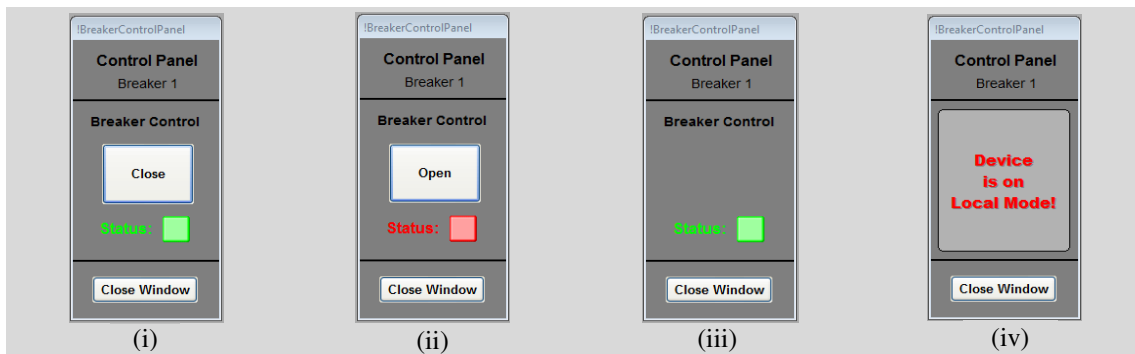 !BreakerControlPanel
Control Panel
Breaker 1
Breaker Control
Close
Status:
Close Window
(i)
!BreakerControlPanel
Control Panel
Breaker 1
Breaker Control
Open
Status:
Close Window
(ii)
!BreakerControlPanel
Control Panel
Breaker 1
Breaker Control
Status:
Close Window
(iii)
!BreakerControlPanel
Control Panel
Breaker 1
Device
is on
Local Mode!
Close Window
(iv)